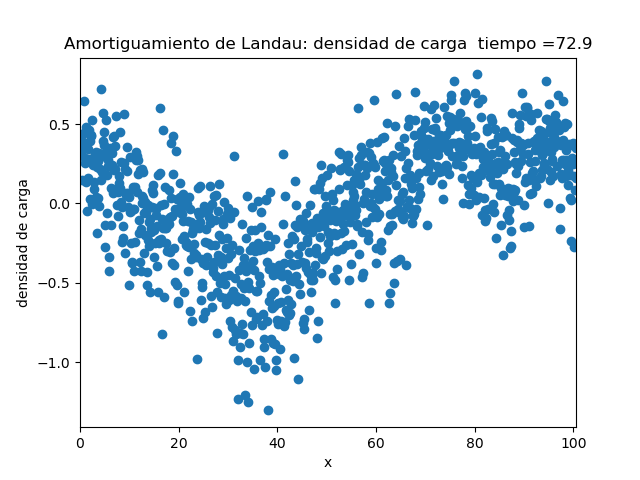 Amortiguamiento de Landau: densidad de carga  tiempo =72.9
densidad de carga
0.5
0.0
−0.5
−1.0
0 20 40 60 80 100
x